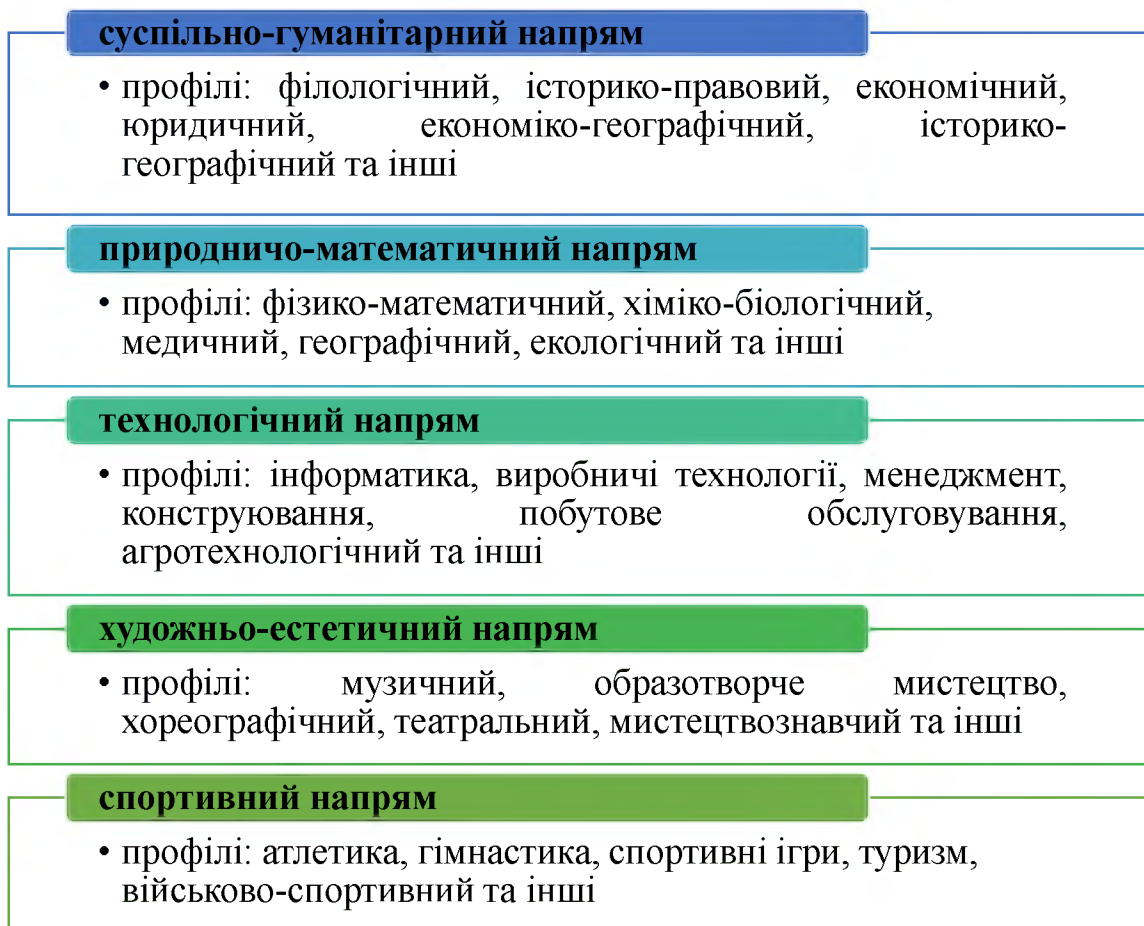 суспільно-гуманітарний напрям
• профілі: філологічний, історико-правовий, економічний,
юридичний, економіко-географічний, історико-
географічний та інші
природничо-математичний напрям
• профілі: фізико-математичний, хіміко-біологічний,
медичний, географічний, екологічний та інші
технологічний напрям
• профілі: інформатика, виробничі технології, менеджмент,
конструювання, побутове обслуговування,
агротехнологічний та інші
художньо-естетичний напрям
• профілі: музичний, образотворче мистецтво,
хореографічний, театральний, мистецтвознавчий та інші
спортивний напрям
• профілі: атлетика, гімнастика, спортивні ігри, туризм,
військово-спортивний та інші